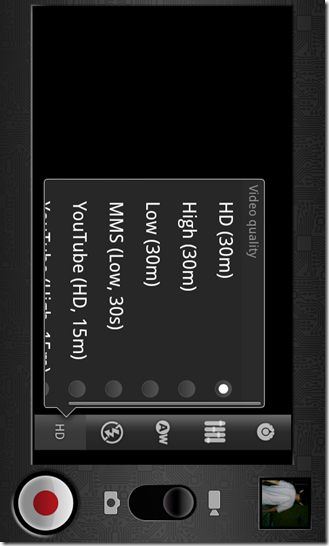 Video quality
HD (30m)
High (30m)
Low (30m)
MMS (Low, 30s)
YouTube (HD, 15m)
YouTube (High, 15m)
HD
AW